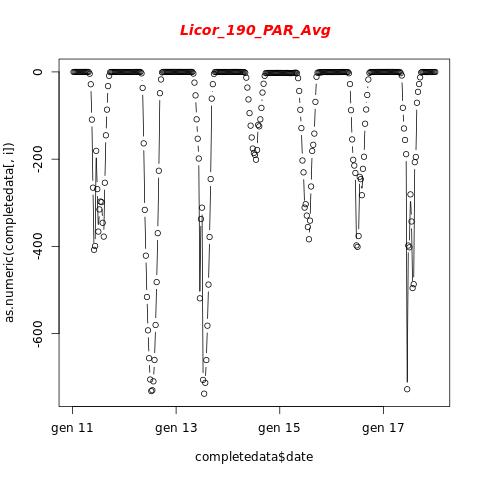 Licor_190_PAR_Avg
as.numeric(completedata[, i])
0
-200
-400
-600
gen 11
gen 13
gen 15
gen 17
completedata$date